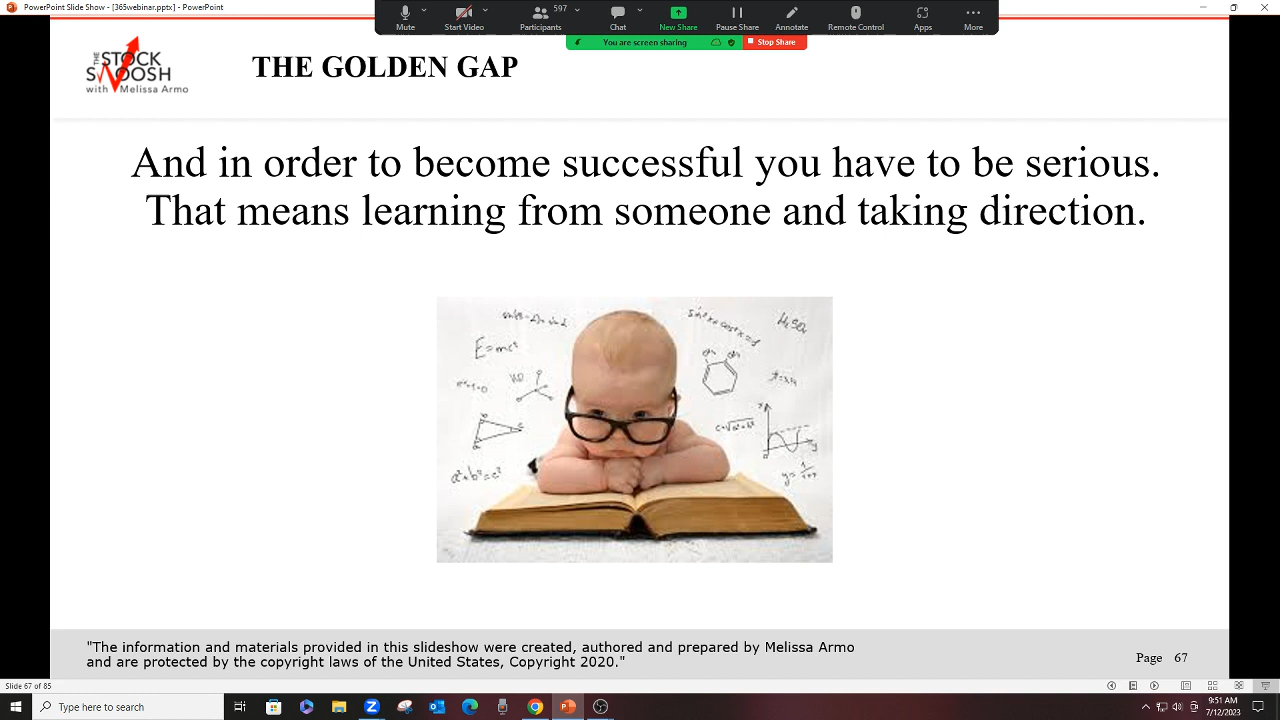 PowerPoint Slide Show - [365webinar.pptx] - PowerPoint
597
Mute
Start Video
Participants
Chat
New Share
Pause Share
Annotate
Remote Control
Apps
More
You are screen sharing
Stop Share
THE STOCK
SWOOSH
with Melissa Armo
THE GOLDEN GAP
And in order to become successful you have to be serious.
That means learning from someone and taking direction.
E=mc²
a²+b²=c²
"The information and materials provided in this slideshow were created, authored and prepared by Melissa Armo
and are protected by the copyright laws of the United States, Copyright 2020."
Page 67
Slide 67 of 85
Type here to search
9:51 AM
7/12/2023